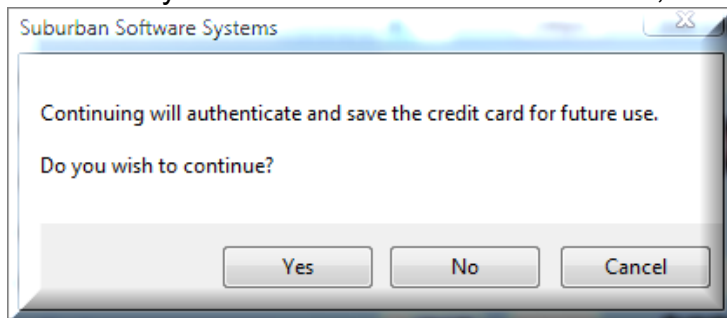 Suburban Software Systems
Continuing will authenticate and save the credit card for future use.
Do you wish to continue?
Yes No Cancel